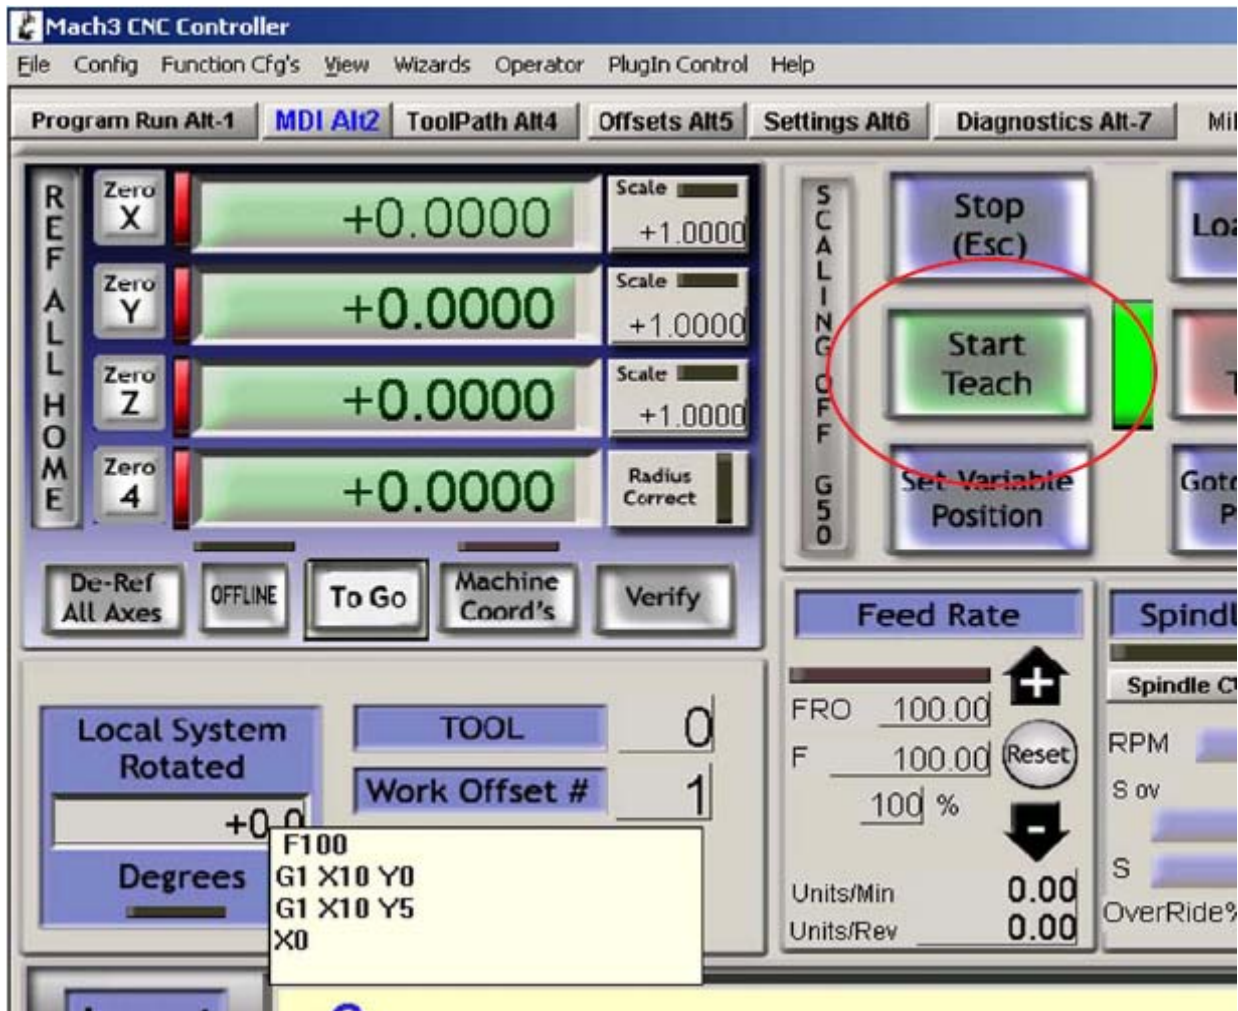 Mach3 CNC Controller
File Config Function Cfg's View Wizards Operator PlugIn Control Help
Program Run Alt-1 MDI Alt2 ToolPath Alt4 Offsets Alt5 Settings Alt6 Diagnostics Alt-7
REF ALL HOME
Zero X +0.0000 Scale +1.0000
Zero Y +0.0000 Scale +1.0000
Zero Z +0.0000 Scale +1.0000
Zero 4 +0.0000 Radius Correct
De-Ref All Axes OFFLINE To Go Machine Coord's Verify
SCALING OFF G50
Stop (Esc)
Start Teach
Set Variable Position
Local System Rotated
+0.0
Degrees
TOOL 0
Work Offset # 1
F100
G1 X10 Y0
G1 X10 Y5
X0
Feed Rate
FRO 100.00
F 100.00 Reset
100 %
Units/Min 0.00
Units/Rev 0.00
RPM
S ov
S
OverRide%